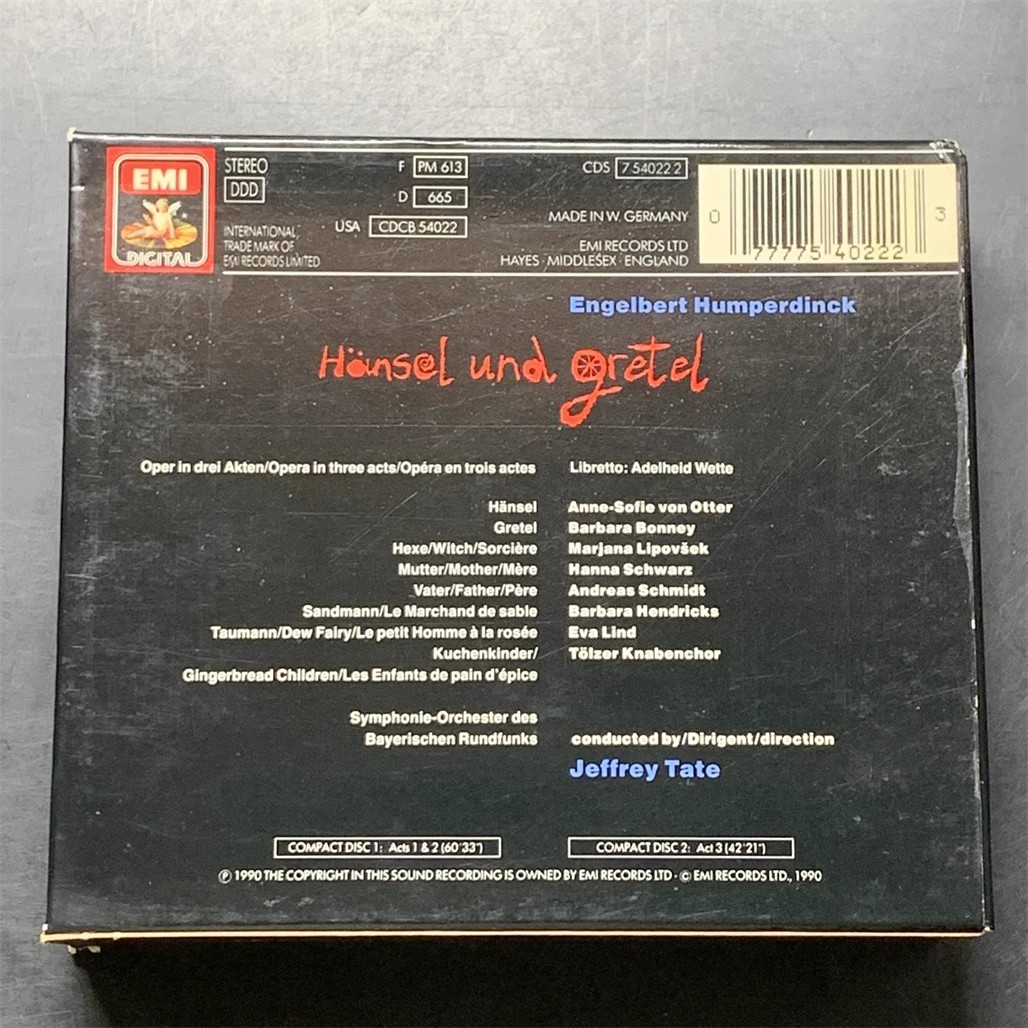 EMI
DIGITAL
STEREO
DDD
INTERNATIONAL
TRADE MARK OF
EMI RECORDS LIMITED
F PM 613
D 665
USA CDCB 54022
CDS 7 54022 2
MADE IN W. GERMANY
EMI RECORDS LTD
HAYES · MIDDLESEX · ENGLAND
0 77775 40222 3
Engelbert Humperdinck
Hänsel und gretel
Oper in drei Akten/Opera in three acts/Opéra en trois actes Libretto: Adelheid Wette
Hänsel Anne-Sofie von Otter
Gretel Barbara Bonney
Hexe/Witch/Sorcière Marjana Lipovšek
Mutter/Mother/Mère Hanna Schwarz
Vater/Father/Père Andreas Schmidt
Sandmann/Le Marchand de sable Barbara Hendricks
Taumann/Dew Fairy/Le petit Homme à la rosée Eva Lind
Kuchenkinder/ Tölzer Knabenchor
Gingerbread Children/Les Enfants de pain d'épice
Symphonie-Orchester des
Bayerischen Rundfunks conducted by/Dirigent/direction
Jeffrey Tate
COMPACT DISC 1: Acts 1 & 2 (60'33") COMPACT DISC 2: Act 3 (42'21")
℗ 1990 THE COPYRIGHT IN THIS SOUND RECORDING IS OWNED BY EMI RECORDS LTD · © EMI RECORDS LTD., 1990